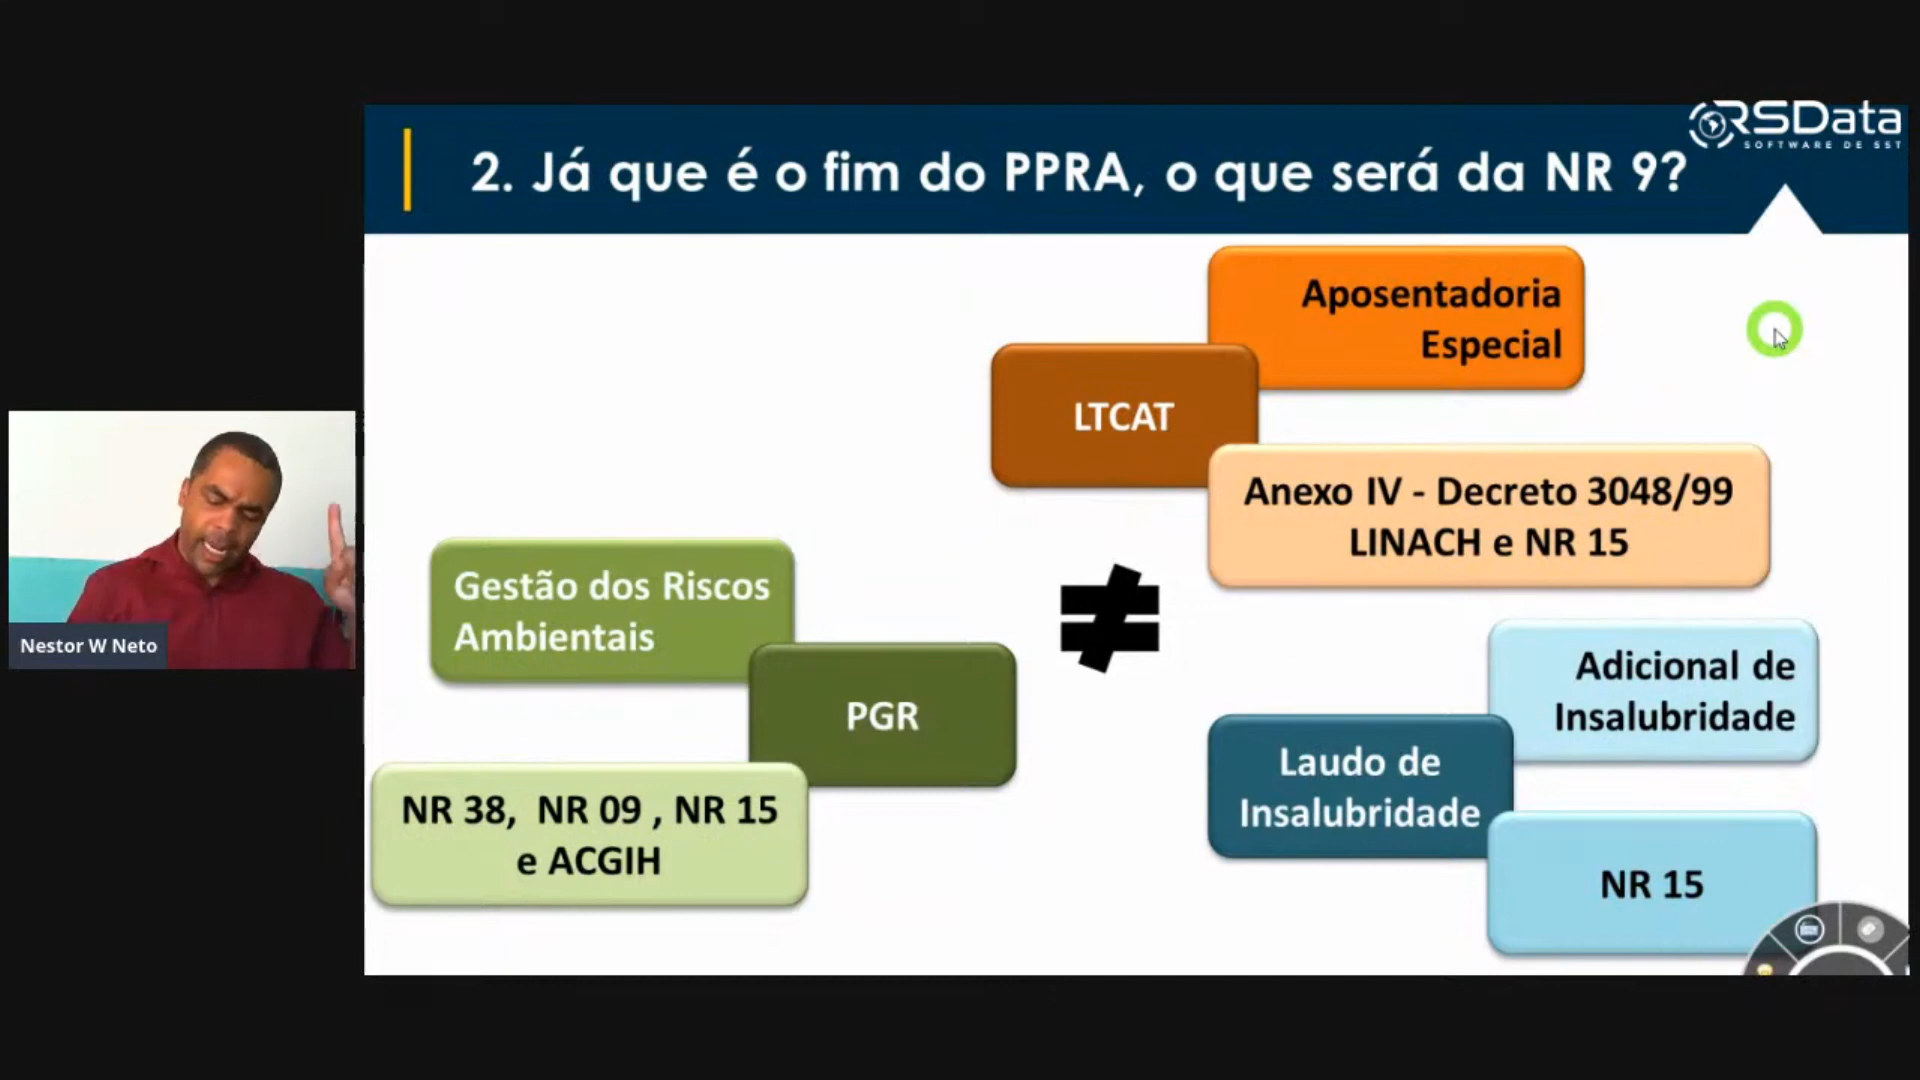 RSData
SOFTWARE DE SST
2. Já que é o fim do PPRA, o que será da NR 9?
Aposentadoria
Especial
LTCAT
Anexo IV - Decreto 3048/99
LINACH e NR 15
Gestão dos Riscos
Ambientais
PGR
NR 38, NR 09 , NR 15
e ACGIH
≠
Adicional de
Insalubridade
Laudo de
Insalubridade
NR 15
Nestor W Neto